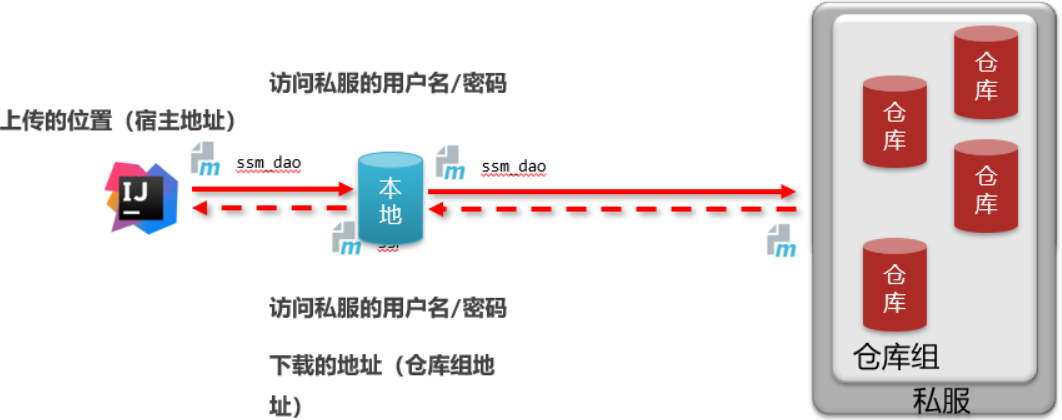 访问私服的用户名/密码
上传的位置（宿主地址）
m
ssm_dao
m
ssm_dao
IJ
本
地
m
m
访问私服的用户名/密码
下载的地址（仓库组地
址）
仓
库
仓
库
仓
库
仓
库
仓库组
私服